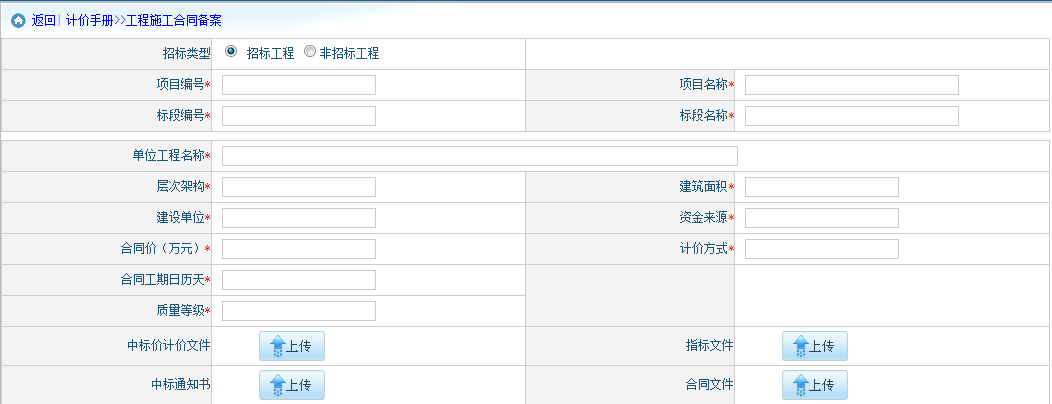 返回| 计价手册>>工程施工合同备案
招标类型 招标工程 非招标工程
项目编号* 项目名称*
标段编号* 标段名称*
单位工程名称*
层次架构* 建筑面积*
建设单位* 资金来源*
合同价（万元）* 计价方式*
合同工期日历天*
质量等级*
中标价计价文件 上传 指标文件 上传
中标通知书 上传 合同文件 上传